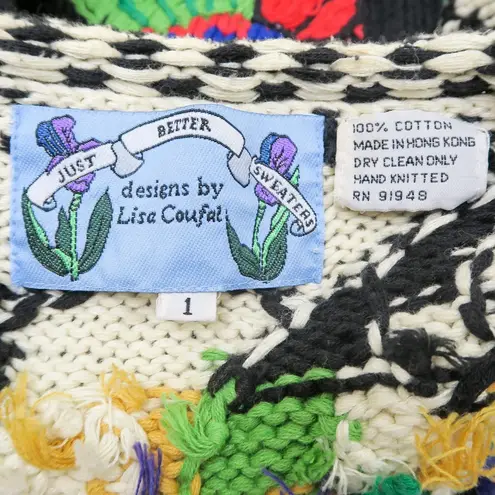 JUST BETTER SWEATERS
designs by
Lisa Coufal
1
100% COTTON
MADE IN HONG KONG
DRY CLEAN ONLY
HAND KNITTED
RN 91948